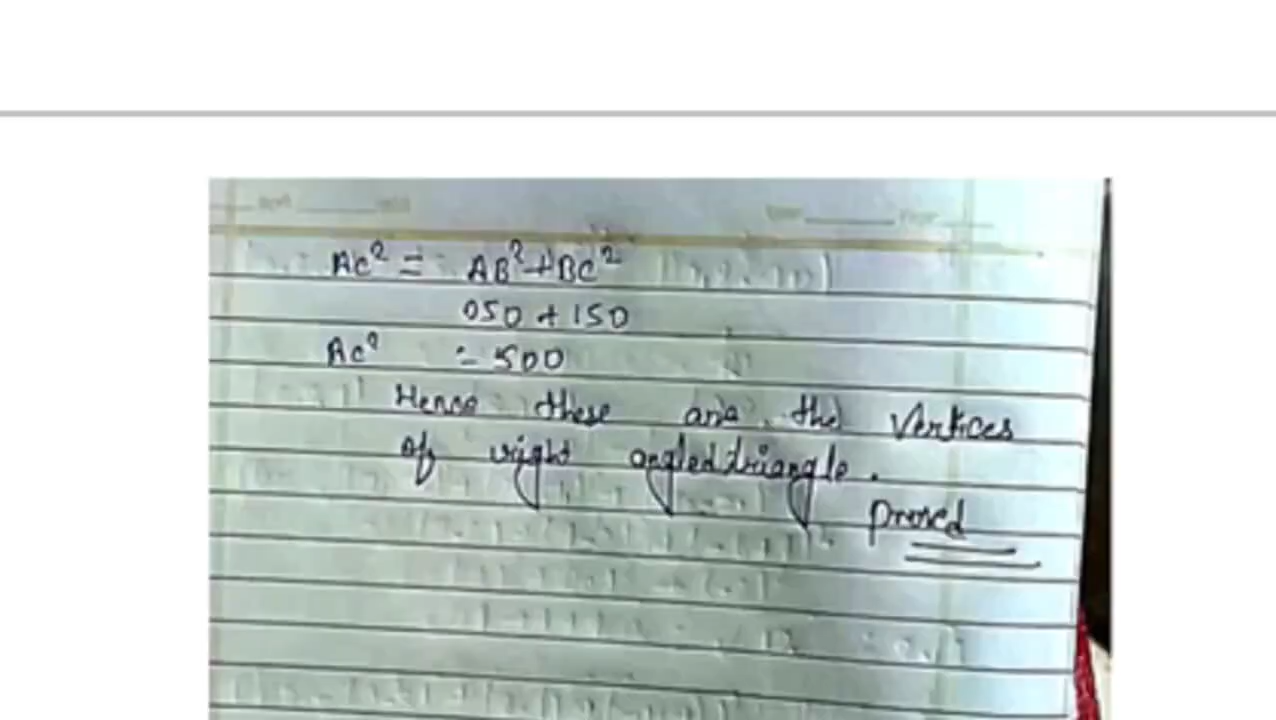 AC² = AB² + BC²
050 + 150
AC² = 500
Hence these are the Vertices
of right angled triangle.
Proved